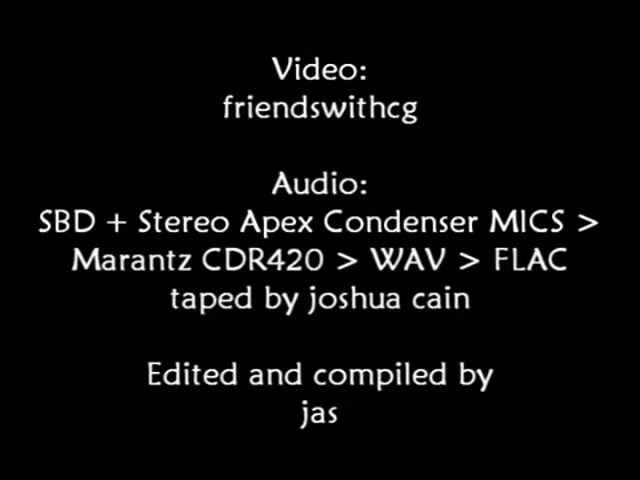 Video:
friendswithcg
Audio:
SBD + Stereo Apex Condenser MICS >
Marantz CDR420 > WAV > FLAC
taped by joshua cain
Edited and compiled by
jas